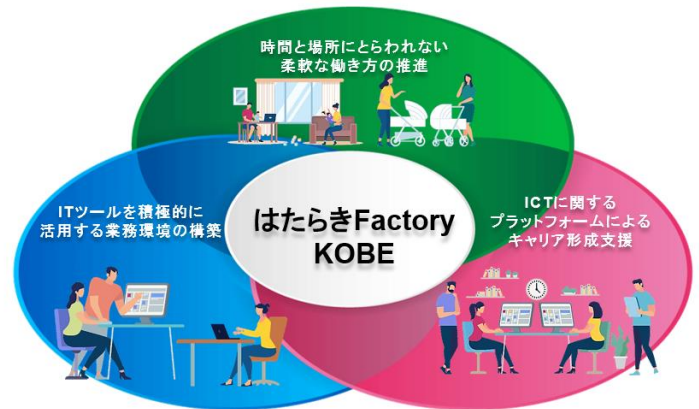 時間と場所にとらわれない
柔軟な働き方の推進
ITツールを積極的に
活用する業務環境の構築
はたらきFactory
KOBE
ICTに関する
プラットフォームによる
キャリア形成支援